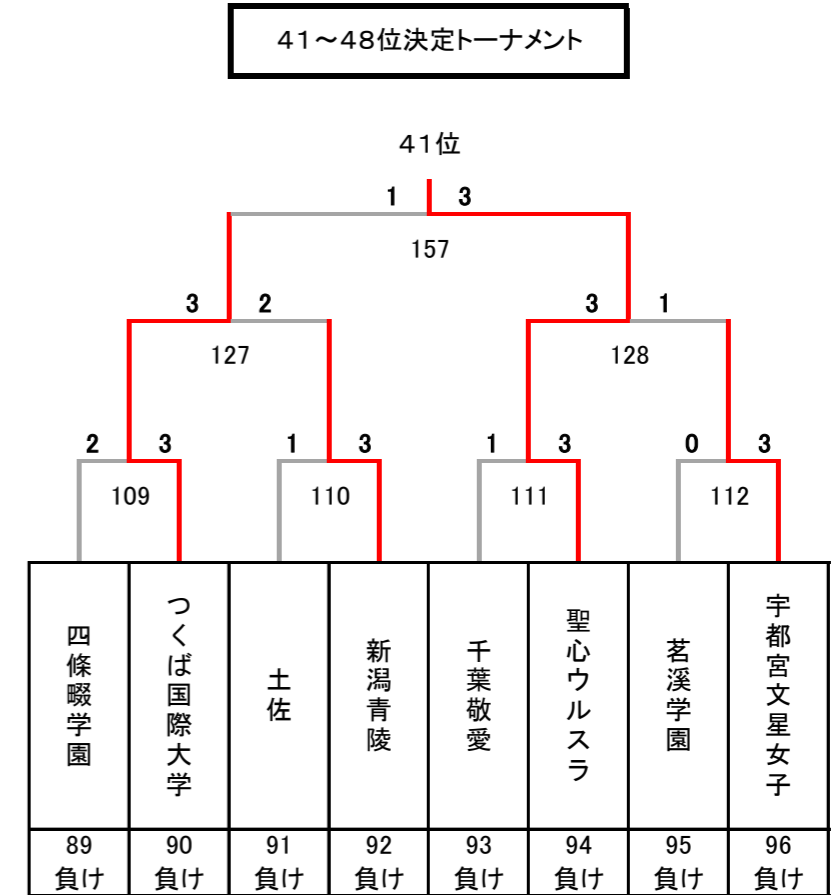 41~48位決定トーナメント
41位
1 3
157
3 2 3 1
127 128
2 3 1 3 1 3 0 3
109 110 111 112
四條畷学園
つくば国際大学
土佐
新潟青陵
千葉敬愛
聖心ウルスラ
茗溪学園
宇都宮文星女子
89 90 91 92 93 94 95 96
負け 負け 負け 負け 負け 負け 負け 負け